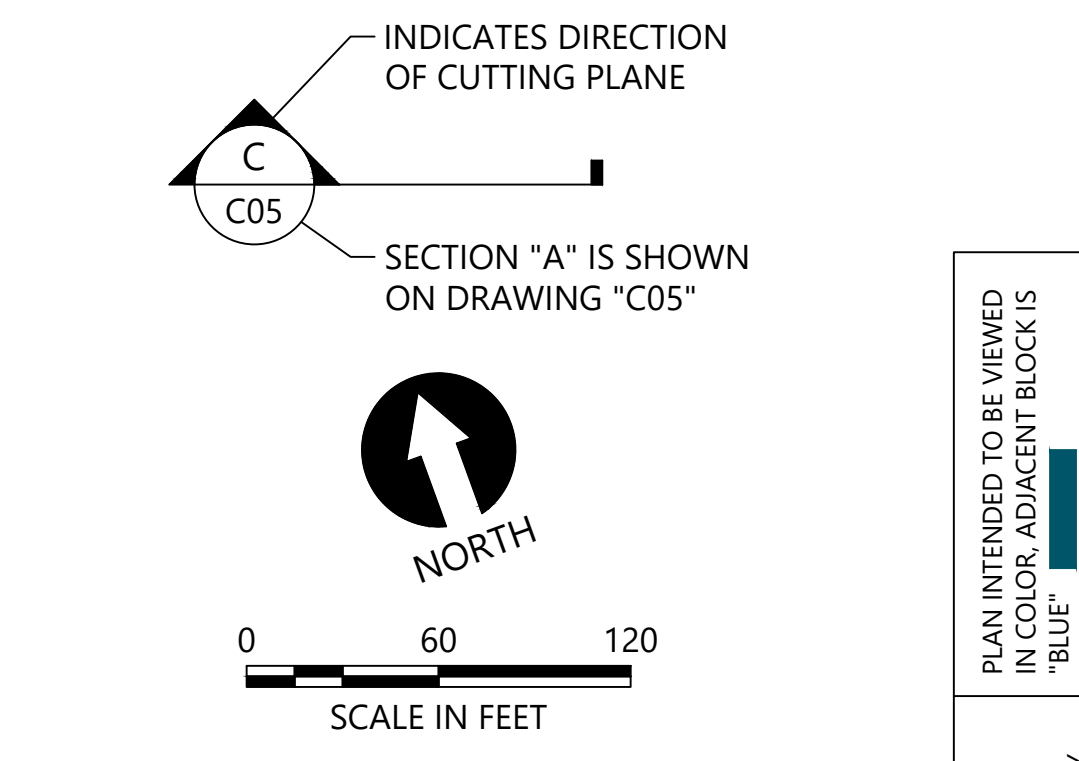 INDICATES DIRECTION
OF CUTTING PLANE
C
C05
SECTION "A" IS SHOWN
ON DRAWING "C05"
NORTH
0 60 120
SCALE IN FEET
PLAN INTENDED TO BE VIEWED
IN COLOR, ADJACENT BLOCK IS
"BLUE"